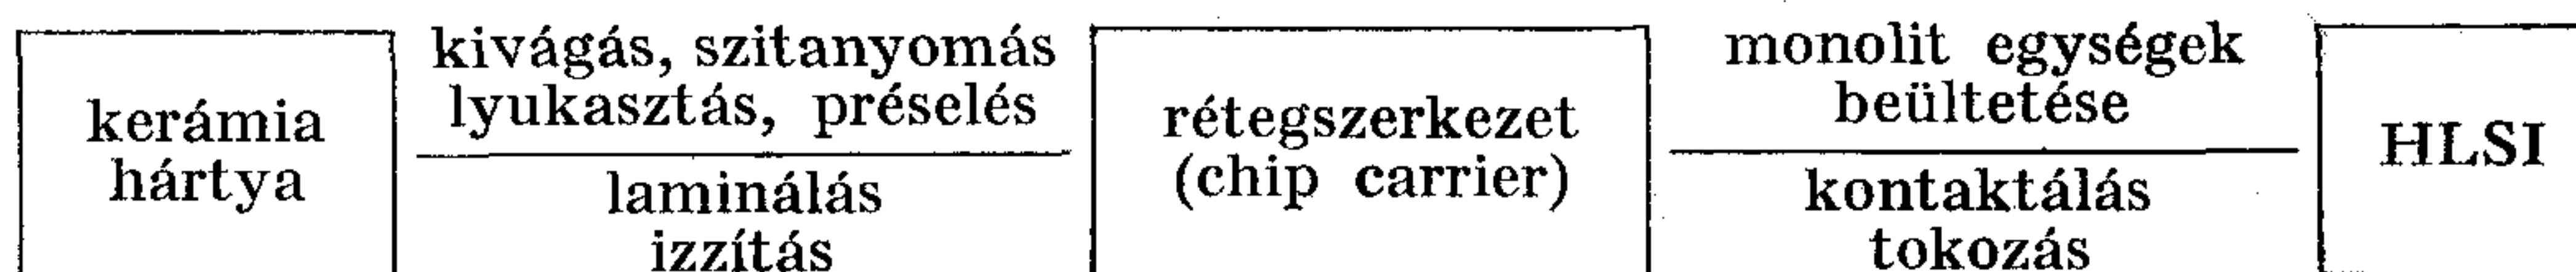 kerámia
hártya
kivágás, szitanyomás
lyukasztás, préselés
laminálás
izzítás
rétegszerkezet
(chip carrier)
monolit egységek
beültetése
kontaktálás
tokozás
HLSI